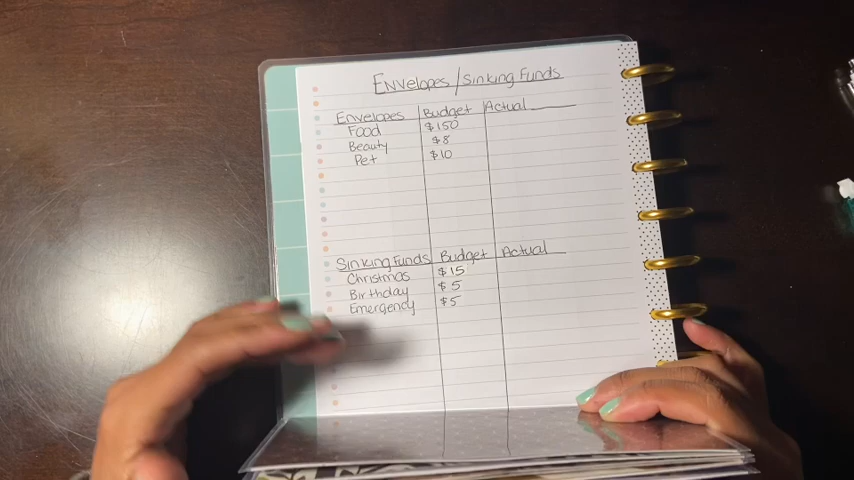 Envelopes/Sinking Funds
Envelopes Budget Actual
Food $150
Beauty $8
Pet $10
Sinking Funds Budget Actual
Christmas $15
Birthday $5
Emergency $5